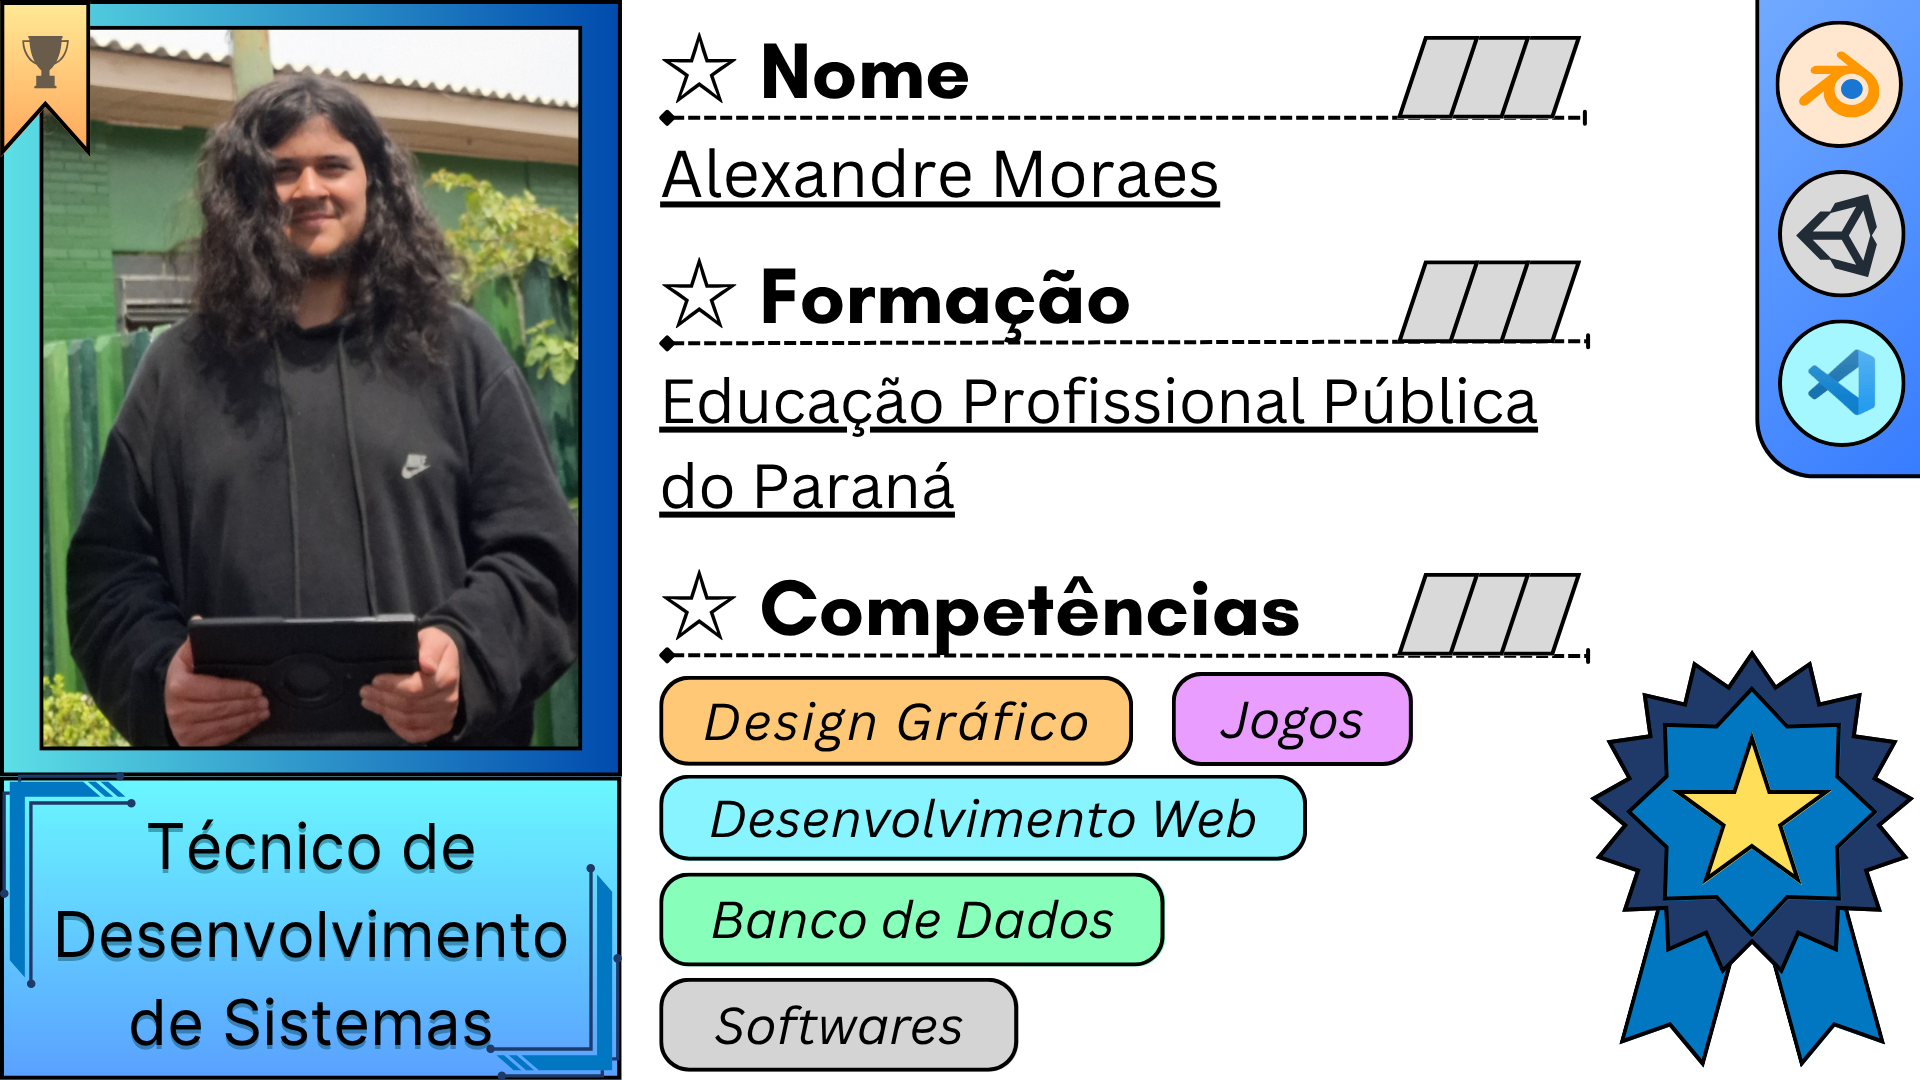 Nome
Alexandre Moraes
Formação
Educação Profissional Pública
do Paraná
Competências
Design Gráfico
Jogos
Desenvolvimento Web
Banco de Dados
Softwares
Técnico de
Desenvolvimento
de Sistemas
NIKE